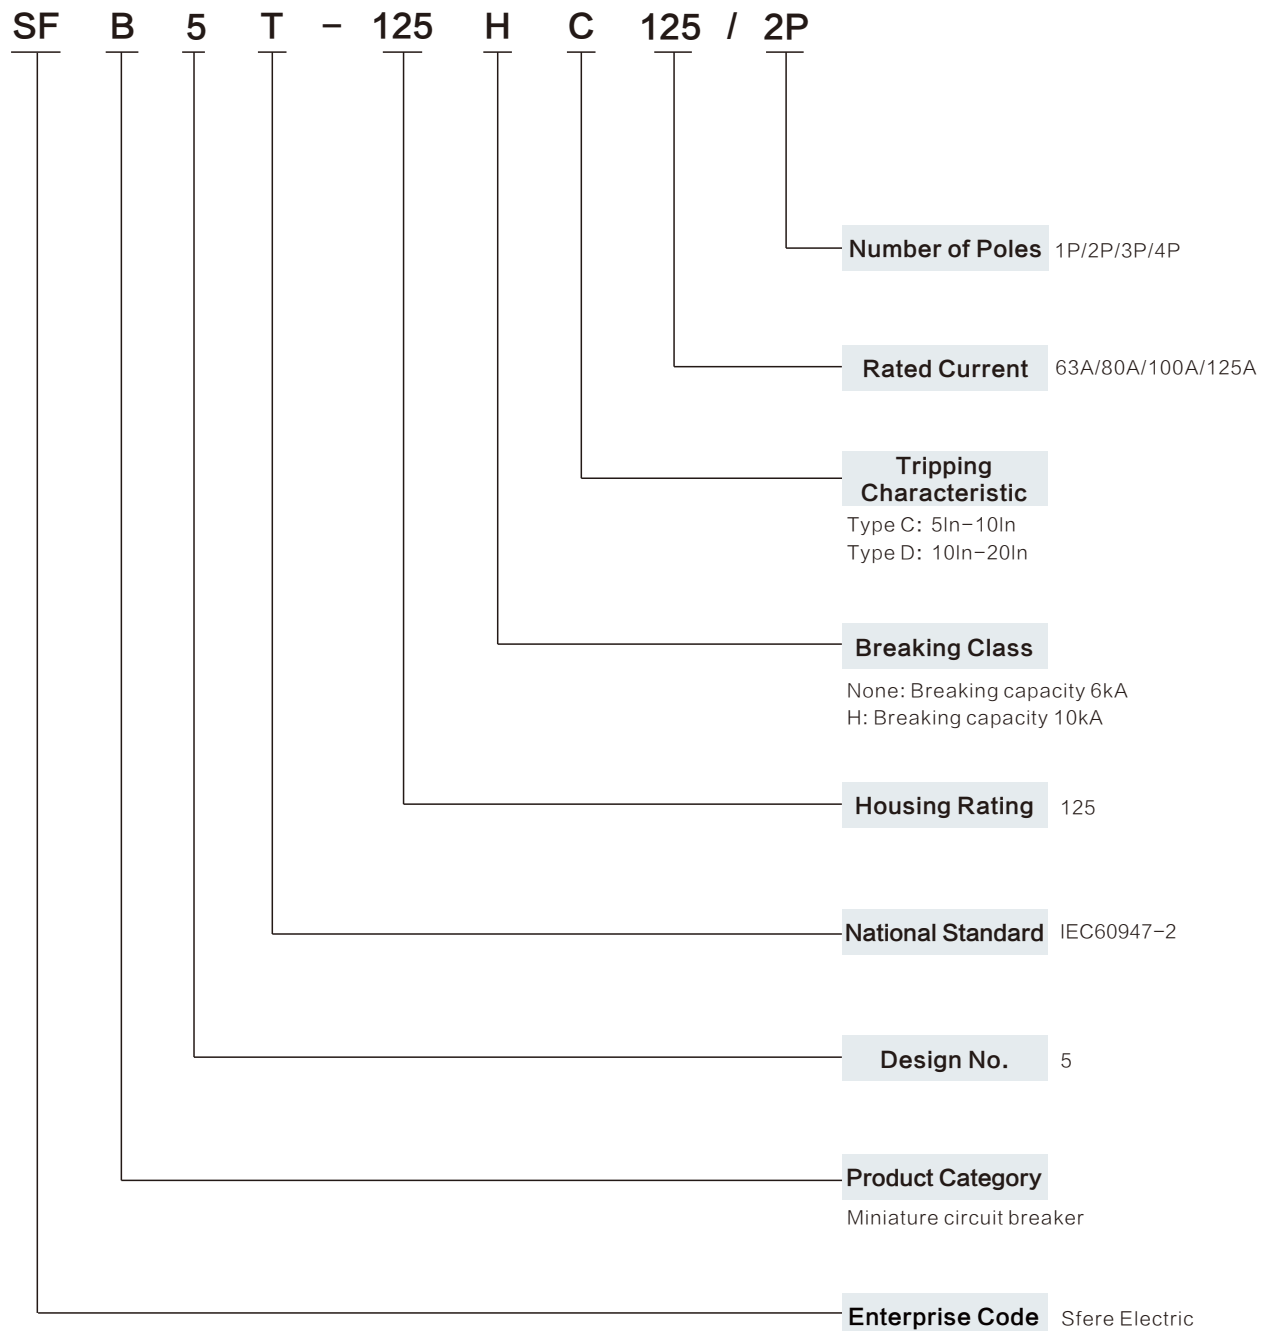 SF B 5 T - 125 H C 125 / 2P
Number of Poles 1P/2P/3P/4P
Rated Current 63A/80A/100A/125A
Tripping
Characteristic
Type C: 5In-10In
Type D: 10In-20In
Breaking Class
None: Breaking capacity 6kA
H: Breaking capacity 10kA
Housing Rating 125
National Standard IEC60947-2
Design No. 5
Product Category
Miniature circuit breaker
Enterprise Code Sfere Electric